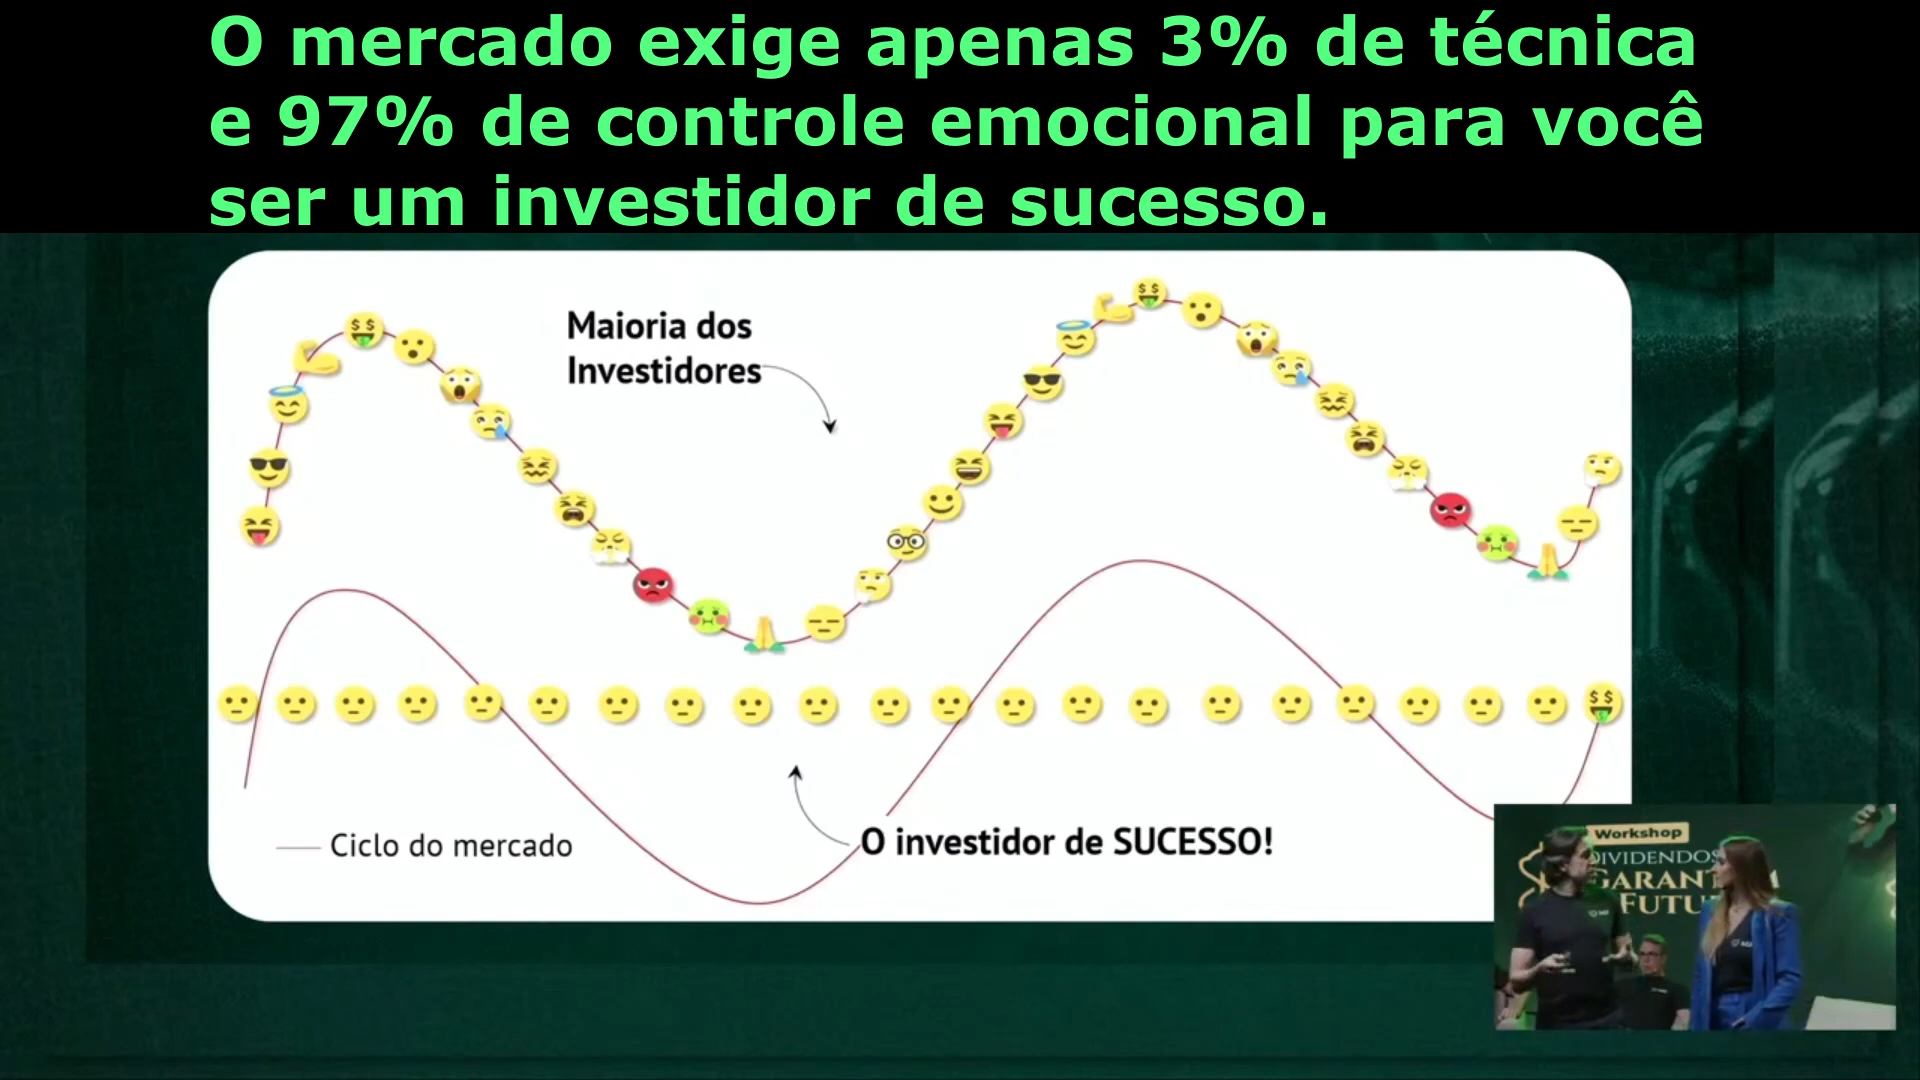 O mercado exige apenas 3% de técnica
e 97% de controle emocional para você
ser um investidor de sucesso.
Maioria dos
Investidores
Ciclo do mercado
O investidor de SUCESSO!
Workshop
DIVIDENDOS